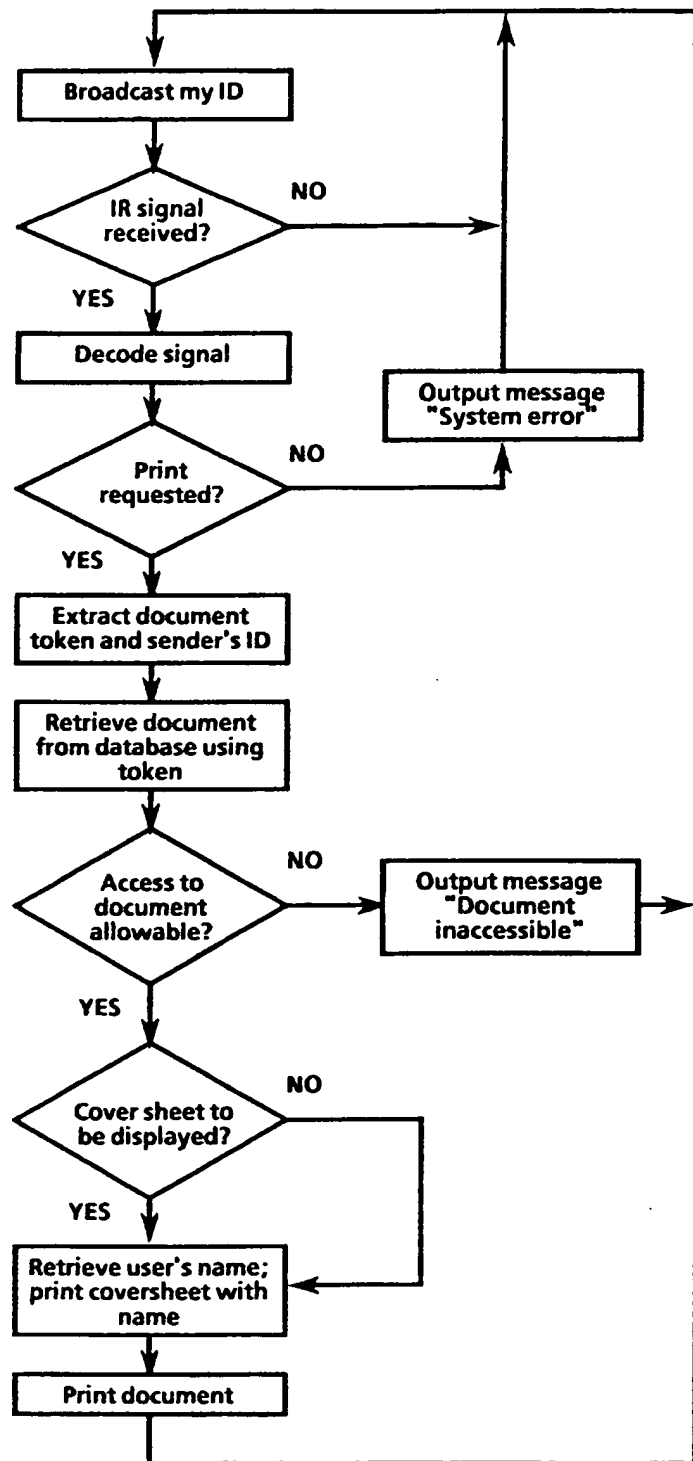 Broadcast my ID
NO
IR signal
received?
YES
Decode signal
Output message
"System error"
NO
Print
requested?
YES
Extract document
token and sender's ID
Retrieve document
from database using
token
NO
Access to
document
allowable?
Output message
"Document
inaccessible"
YES
NO
Cover sheet to
be displayed?
YES
Retrieve user's name;
print coversheet with
name
Print document